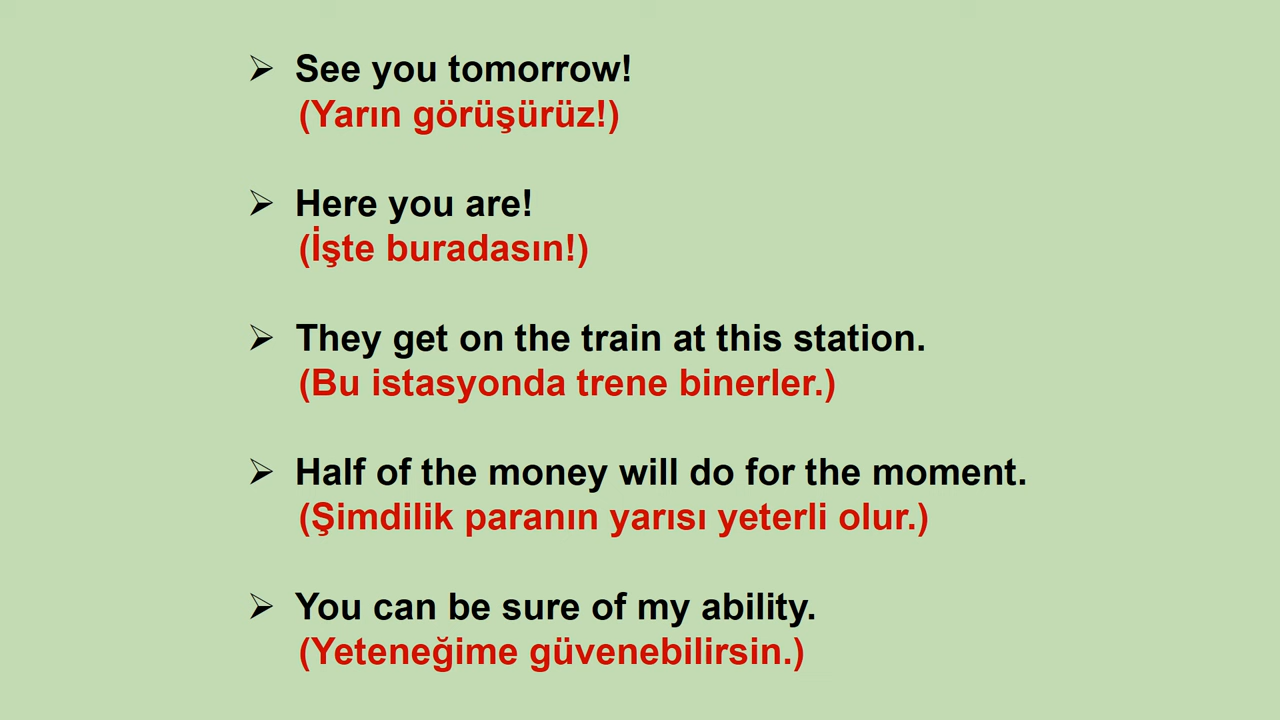 ➢ See you tomorrow!
(Yarın görüşürüz!)
➢ Here you are!
(İşte buradasın!)
➢ They get on the train at this station.
(Bu istasyonda trene binerler.)
➢ Half of the money will do for the moment.
(Şimdilik paranın yarısı yeterli olur.)
➢ You can be sure of my ability.
(Yeteneğime güvenebilirsin.)